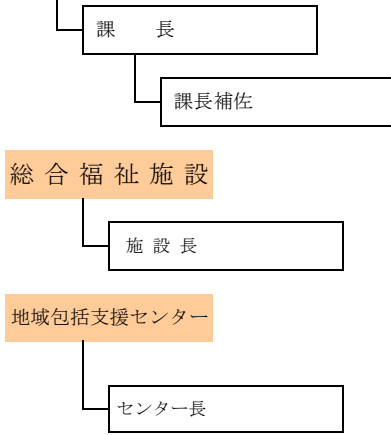 課　長
課長補佐
総合福祉施設
施設長
地域包括支援センター
センター長